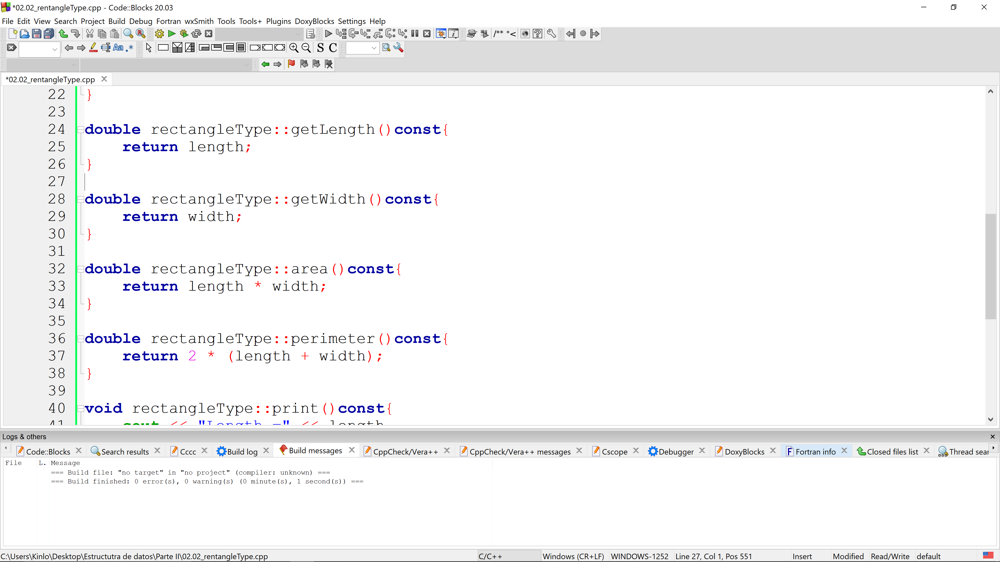 *02.02_rentangleType.cpp - Code::Blocks 20.03
File Edit View Search Project Build Debug Fortran wxSmith Tools Tools+ Plugins DoxyBlocks Settings Help
/** *<
Aa .* S C
*02.02_rentangleType.cpp
22 }
23
24 double rectangleType::getLength()const{
25 return length;
26 }
27
28 double rectangleType::getWidth()const{
29 return width;
30 }
31
32 double rectangleType::area()const{
33 return length * width;
34 }
35
36 double rectangleType::perimeter()const{
37 return 2 * (length + width);
38 }
39
40 void rectangleType::print()const{
41 cout << "Length =" << length
Logs & others
Code::Blocks Search results Cccc Build log Build messages CppCheck/Vera++ CppCheck/Vera++ messages Cscope Debugger DoxyBlocks Fortran info Closed files list Thread sear
File L. Message
=== Build file: "no target" in "no project" (compiler: unknown) ===
=== Build finished: 0 error(s), 0 warning(s) (0 minute(s), 1 second(s)) ===
C:\Users\Kinlo\Desktop\Estructutra de datos\Parte II\02.02_rentangleType.cpp C/C++ Windows (CR+LF) WINDOWS-1252 Line 27, Col 1, Pos 551 Insert Modified Read/Write default